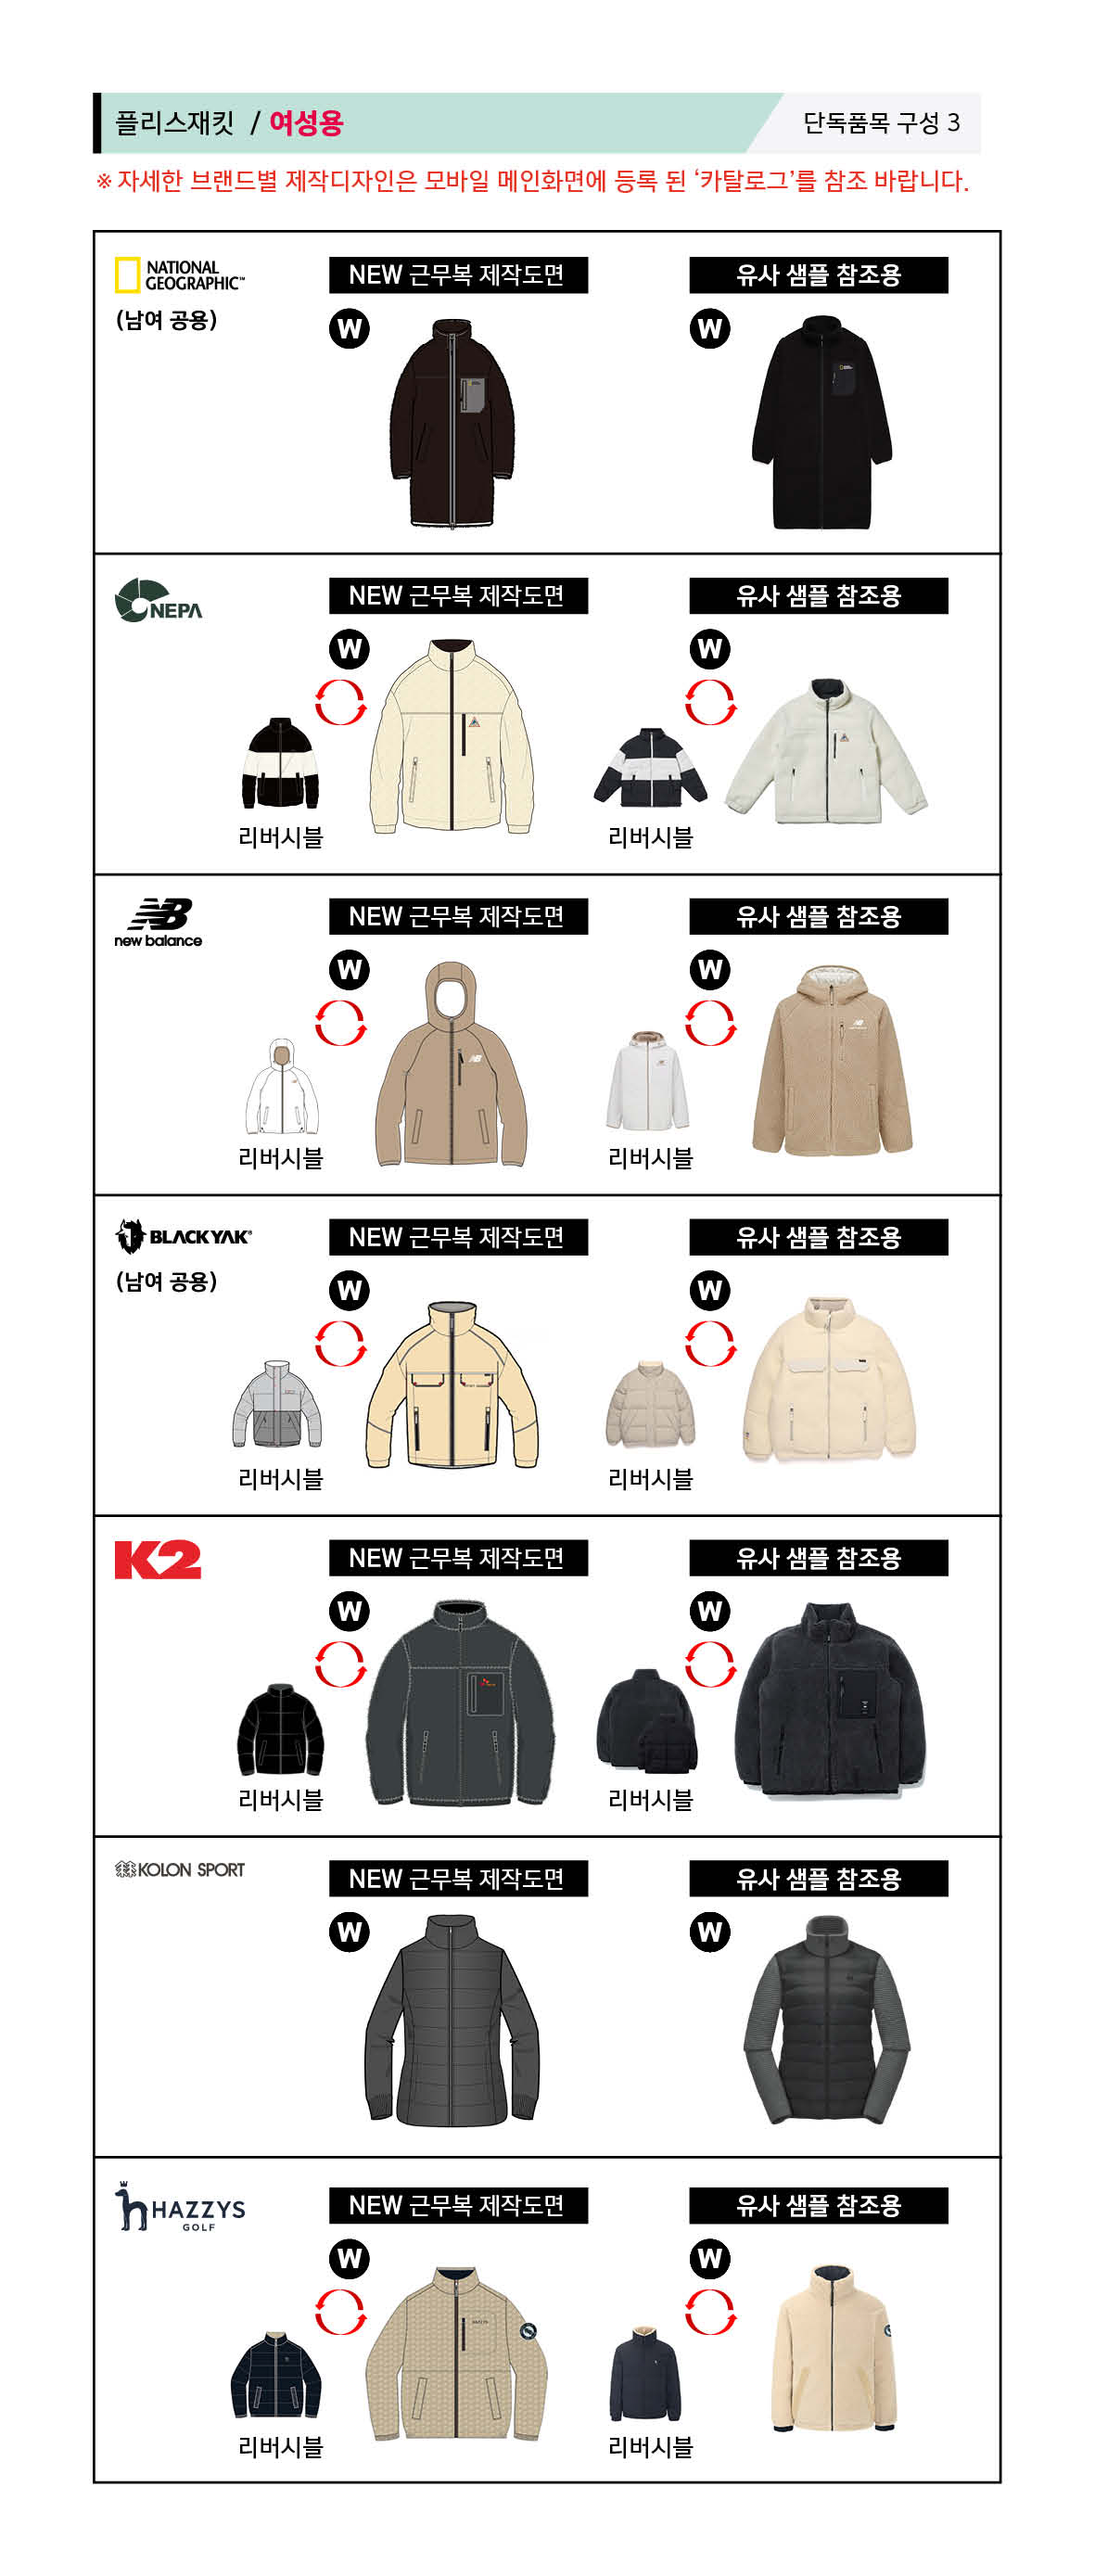 플리스재킷 / 여성용
단독품목 구성 3
※ 자세한 브랜드별 제작디자인은 모바일 메인화면에 등록 된 ‘카탈로그’를 참조 바랍니다.
NATIONAL GEOGRAPHIC™
(남여 공용)
NEW 근무복 제작도면
유사 샘플 참조용
W
W
NEPA
NEW 근무복 제작도면
유사 샘플 참조용
W
W
리버시블
리버시블
NB
new balance
NEW 근무복 제작도면
유사 샘플 참조용
W
W
NB
리버시블
리버시블
BLACKYAK®
(남여 공용)
NEW 근무복 제작도면
유사 샘플 참조용
W
W
리버시블
리버시블
K2
NEW 근무복 제작도면
유사 샘플 참조용
W
W
리버시블
리버시블
KOLON SPORT
NEW 근무복 제작도면
유사 샘플 참조용
W
W
HAZZYS
GOLF
NEW 근무복 제작도면
유사 샘플 참조용
W
W
HAZZYS
리버시블
리버시블